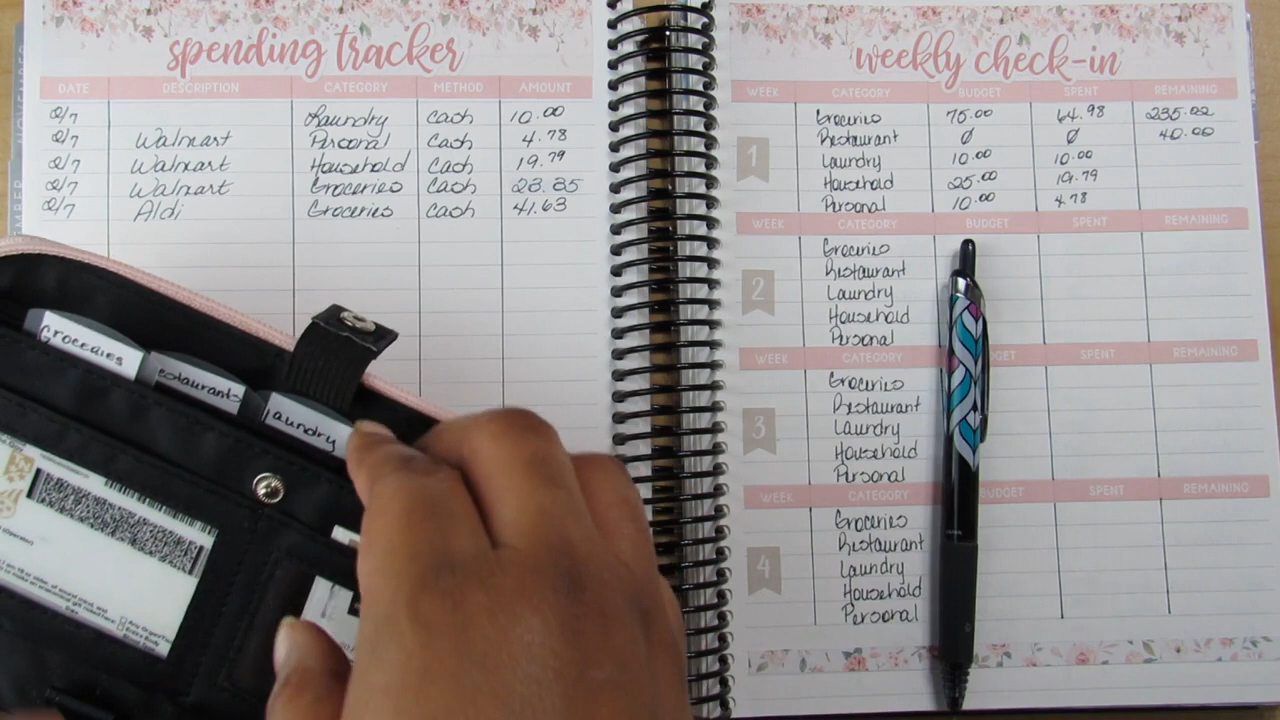 spending tracker
DATE DESCRIPTION CATEGORY METHOD AMOUNT
2/7 Laundry cash 10.00
2/7 Walmart Personal Cash 4.78
2/7 Walmart Household Cash 19.79
2/7 Walmart Groceries Cash 23.35
2/7 Aldi Groceries cash 41.63
Groceries
estaurants
Laundry
weekly check-in
WEEK CATEGORY BUDGET SPENT REMAINING
1
Groceries 75.00 64.98 235.02
Restaurant Ø Ø 40.00
Laundry 10.00 10.00
Household 25.00 19.79
Personal 10.00 4.78
WEEK CATEGORY BUDGET SPENT REMAINING
2
Groceries
Restaurant
Laundry
Household
Personal
WEEK CATEGORY DGET SPENT REMAINING
3
Groceries
Restaurant
Laundry
Household
Personal
WEEK CATEGORY BUDGET SPENT REMAINING
4
Groceries
Restaurant
Laundry
Household
Personal